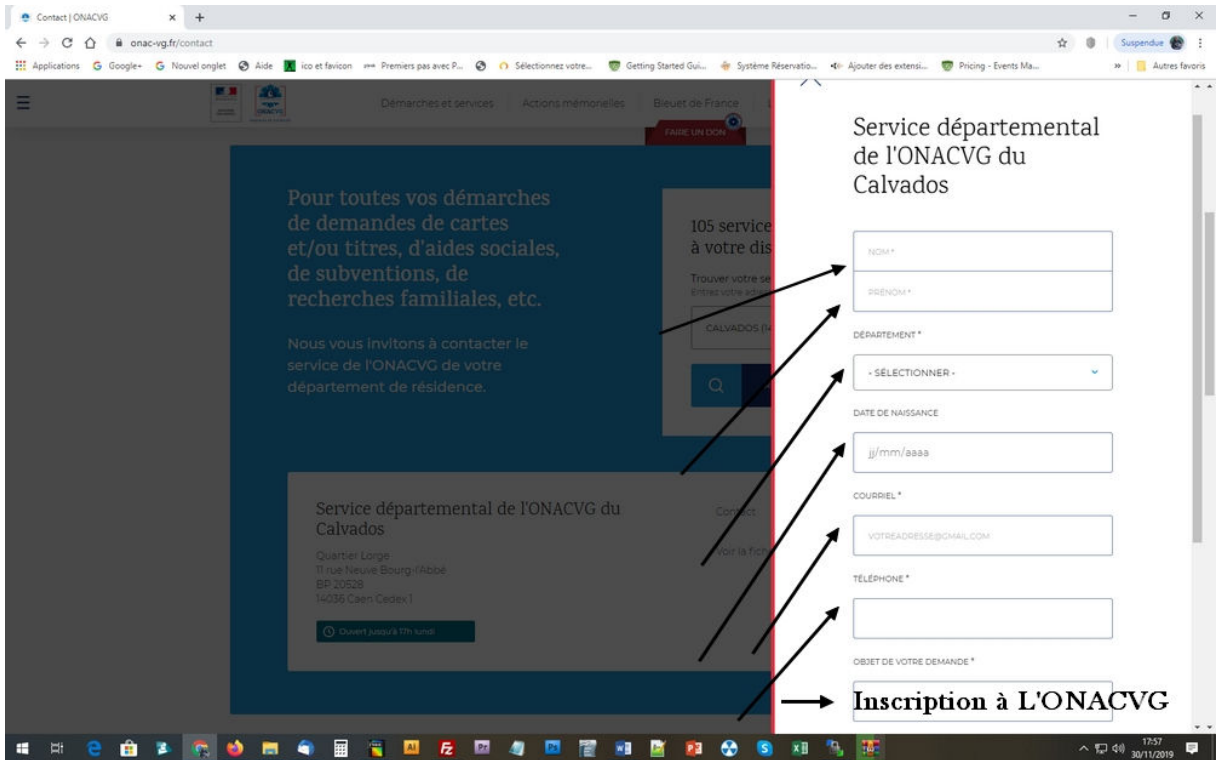 Contact | ONACVG
onac-vg.fr/contact
Suspendue
Applications
Google+
Nouvel onglet
Aide
ico et favicon
Premiers pas avec P...
Sélectionnez votre...
Getting Started Gui...
Système Réservatio...
Ajouter des extensi...
Pricing - Events Ma...
Autres favoris
Démarches et services
Actions mémorielles
Bleuet de France
FAIRE UN DON
Pour toutes vos démarches
de demandes de cartes
et/ou titres, d'aides sociales,
de subventions, de
recherches familiales, etc.
Nous vous invitons à contacter le
service de l'ONACVG de votre
département de résidence.
105 service
à votre dis
Trouver votre se
Entrez votre adres
CALVADOS (14
Service départemental de l'ONACVG du
Calvados
Quartier Lorge
11 rue Neuve Bourg-l'Abbé
BP 20528
14036 Caen Cedex 1
Ouvert jusqu'à 17h lundi
Contact
Voir la fiche
Service départemental
de l'ONACVG du
Calvados
NOM *
PRÉNOM *
DÉPARTEMENT *
- SÉLECTIONNER -
DATE DE NAISSANCE
jj/mm/aaaa
COURRIEL *
VOTREADRESSE@GMAIL.COM
TÉLÉPHONE *
OBJET DE VOTRE DEMANDE *
Inscription à L'ONACVG
17:57
30/11/2019